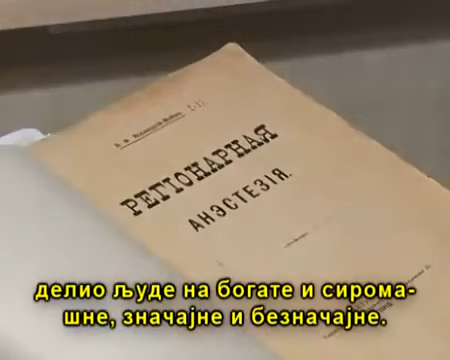 РЕГІОНАРНАЯ
АНЭСТЕЗІЯ.
делио људе на богате и сирома-
шне, значајне и безначајне.